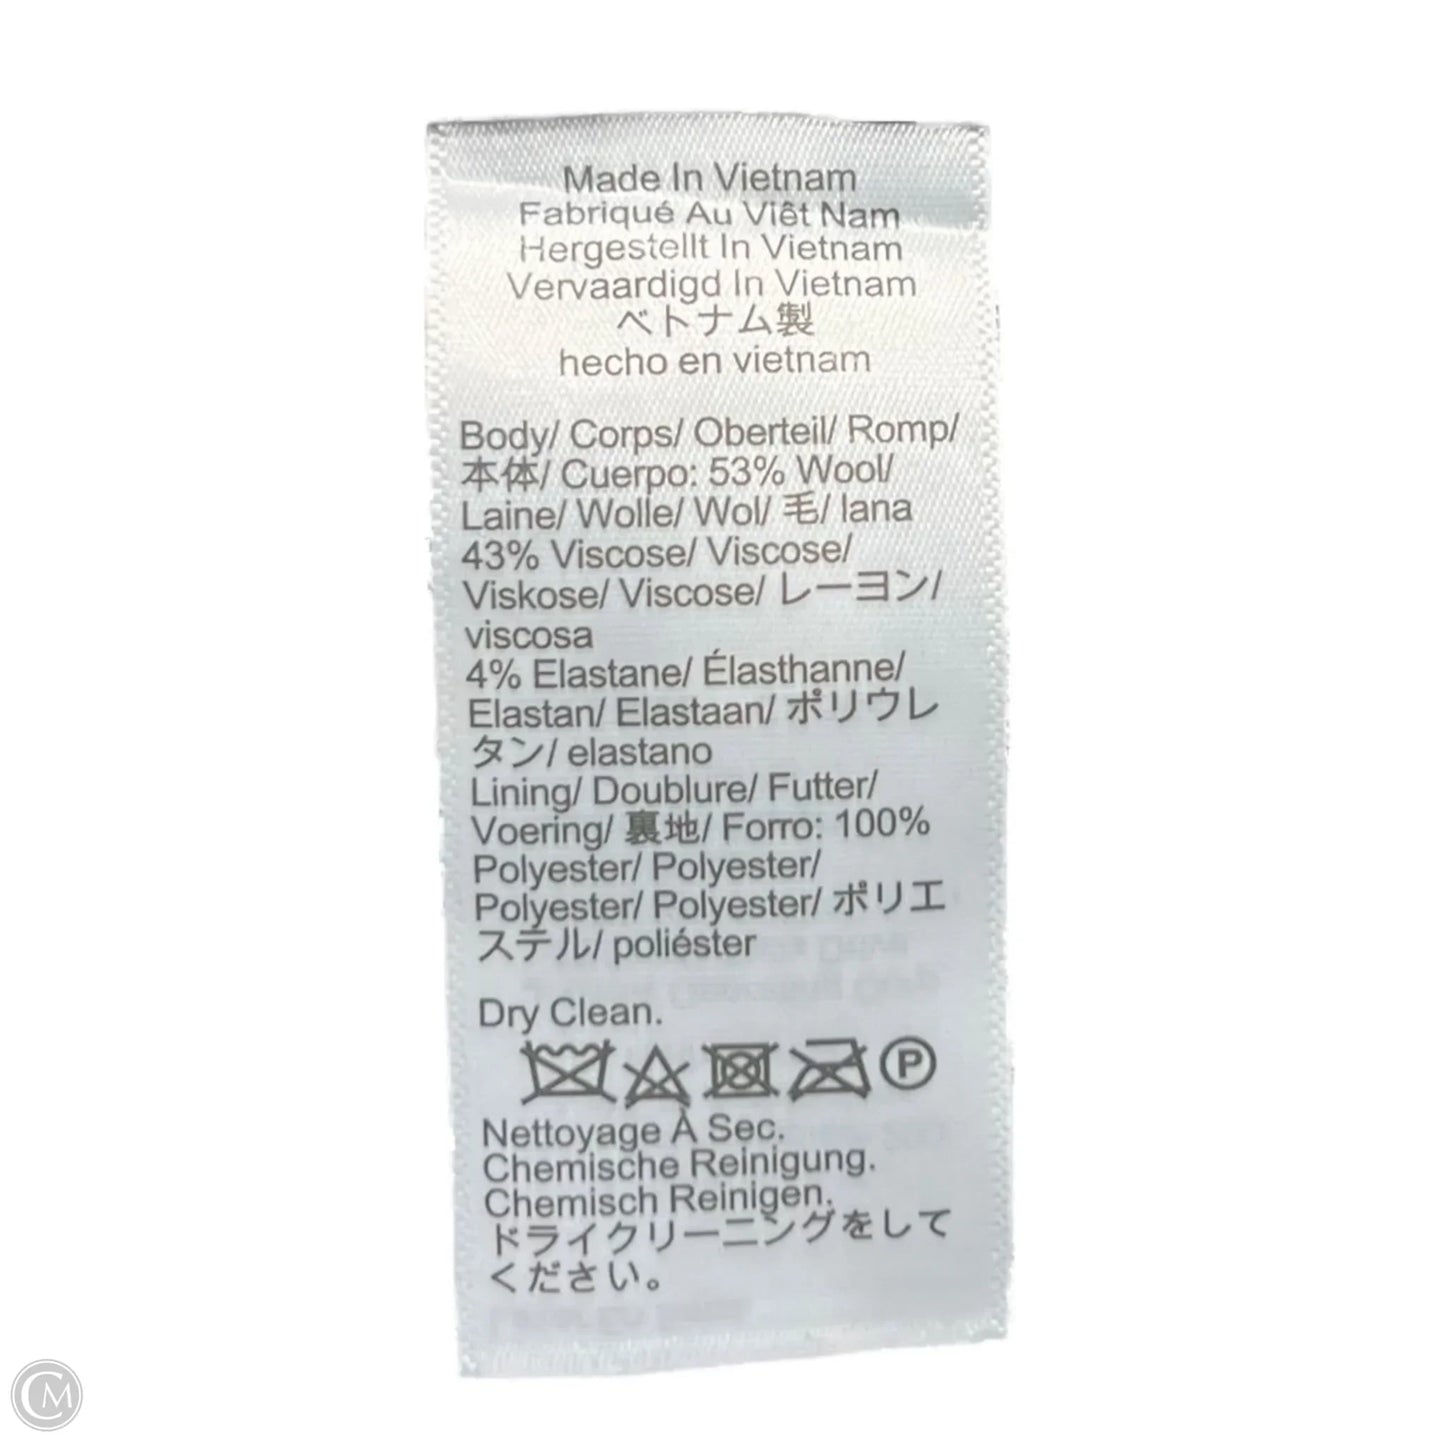 Made In Vietnam
Fabriqué Au Viêt Nam
Hergestellt In Vietnam
Vervaardigd In Vietnam
ベトナム製
hecho en vietnam
Body/ Corps/ Oberteil/ Romp/
本体/ Cuerpo: 53% Wool/
Laine/ Wolle/ Wol/ 毛/ lana
43% Viscose/ Viscose/
Viskose/ Viscose/ レーヨン/
viscosa
4% Elastane/ Élasthanne/
Elastan/ Elastaan/ ポリウレ
タン/ elastano
Lining/ Doublure/ Futter/
Voering/ 裏地/ Forro: 100%
Polyester/ Polyester/
Polyester/ Polyester/ ポリエ
ステル/ poliéster
Dry Clean.
P
Nettoyage À Sec.
Chemische Reinigung.
Chemisch Reinigen.
ドライクリーニングをして
ください。
CM